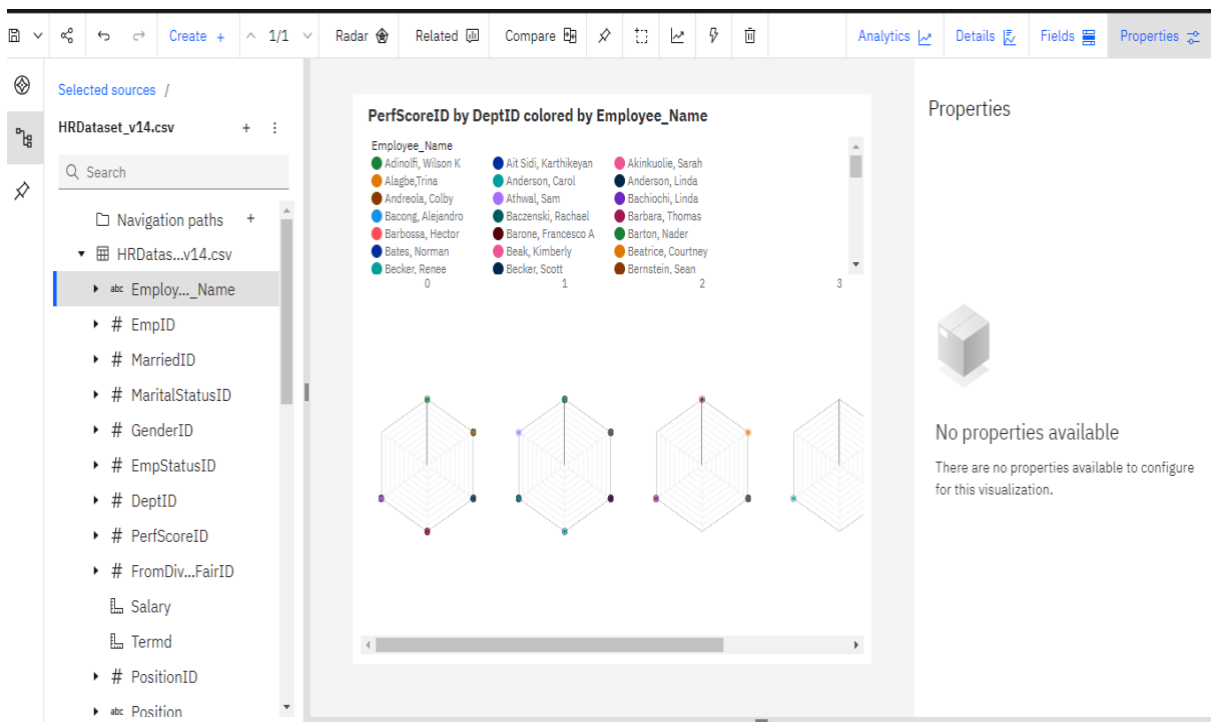 Create +
1/1
Radar
Related
Compare
Analytics
Details
Fields
Properties
Selected sources /
HRDataset_v14.csv
Search
Navigation paths
HRDatas...v14.csv
abc Employ..._Name
# EmpID
# MarriedID
# MaritalStatusID
# GenderID
# EmpStatusID
# DeptID
# PerfScoreID
# FromDiv...FairID
Salary
Termd
# PositionID
abc Position
PerfScoreID by DeptID colored by Employee_Name
Employee_Name
Adinolfi, Wilson K Ait Sidi, Karthikeyan Akinkuolie, Sarah
Alagbe,Trina Anderson, Carol Anderson, Linda
Andreola, Colby Athwal, Sam Bachiochi, Linda
Bacong, Alejandro Baczenski, Rachael Barbara, Thomas
Barbossa, Hector Barone, Francesco A Barton, Nader
Bates, Norman Beak, Kimberly Beatrice, Courtney
Becker, Renee Becker, Scott Bernstein, Sean
0 1 2 3
Properties
No properties available
There are no properties available to configure
for this visualization.